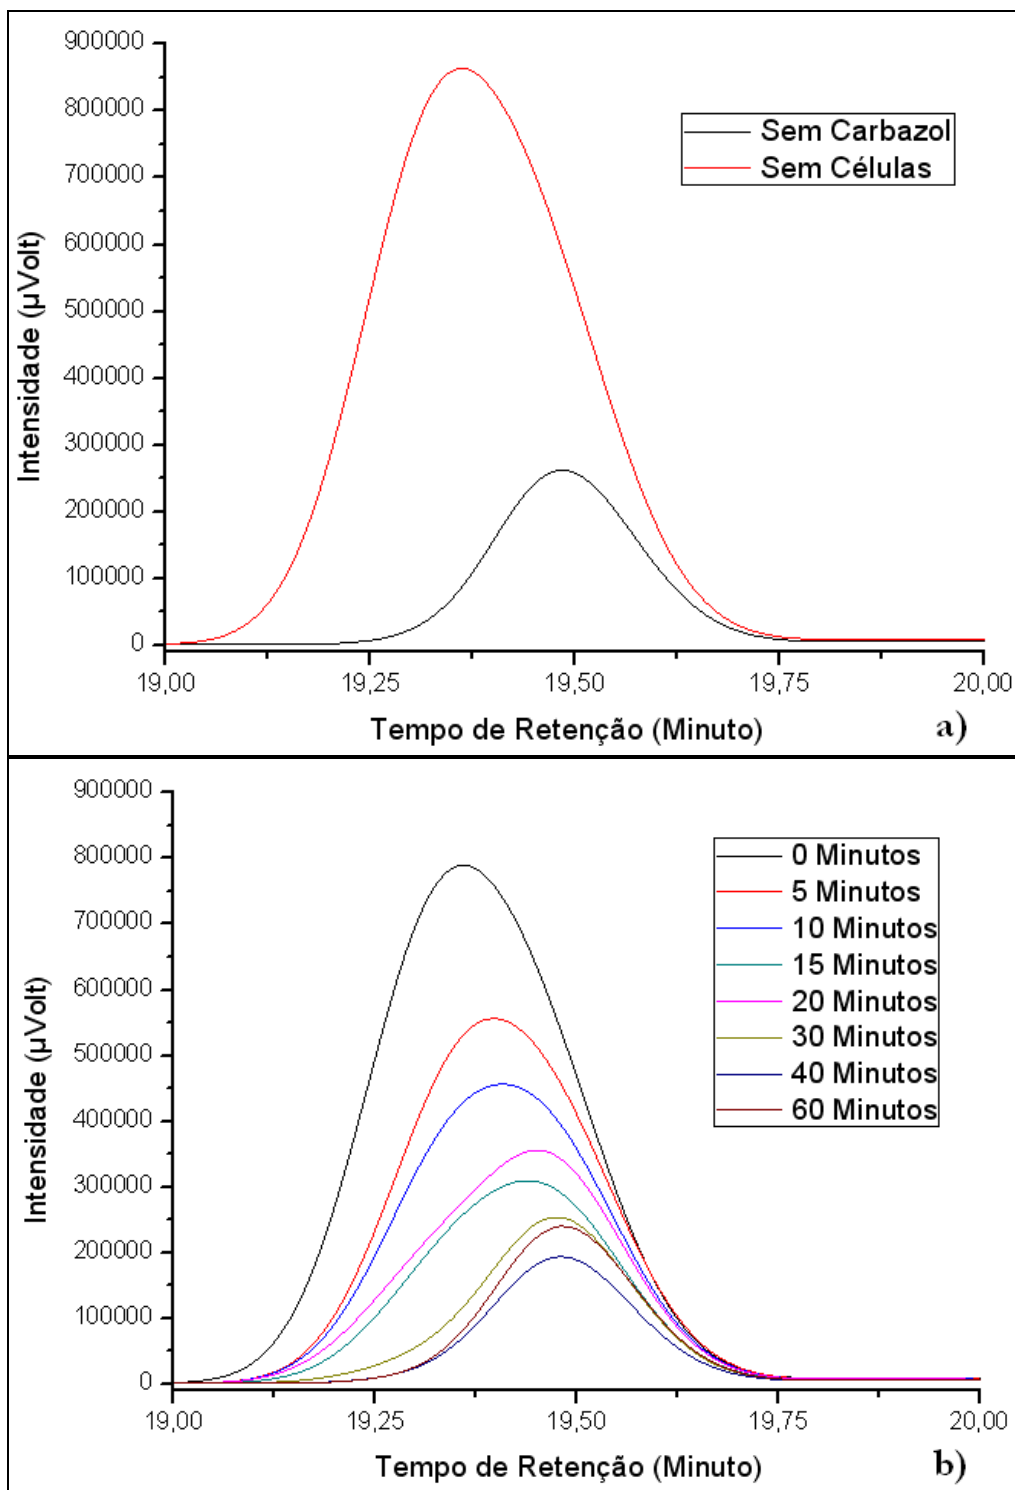 900000
800000
700000
600000
500000
400000
300000
200000
100000
0
Intensidade (µVolt)
Sem Carbazol
Sem Células
19,00 19,25 19,50 19,75 20,00
Tempo de Retenção (Minuto)
a)
900000
800000
700000
600000
500000
400000
300000
200000
100000
0
Intensidade (µVolt)
0 Minutos
5 Minutos
10 Minutos
15 Minutos
20 Minutos
30 Minutos
40 Minutos
60 Minutos
19,00 19,25 19,50 19,75 20,00
Tempo de Retenção (Minuto)
b)